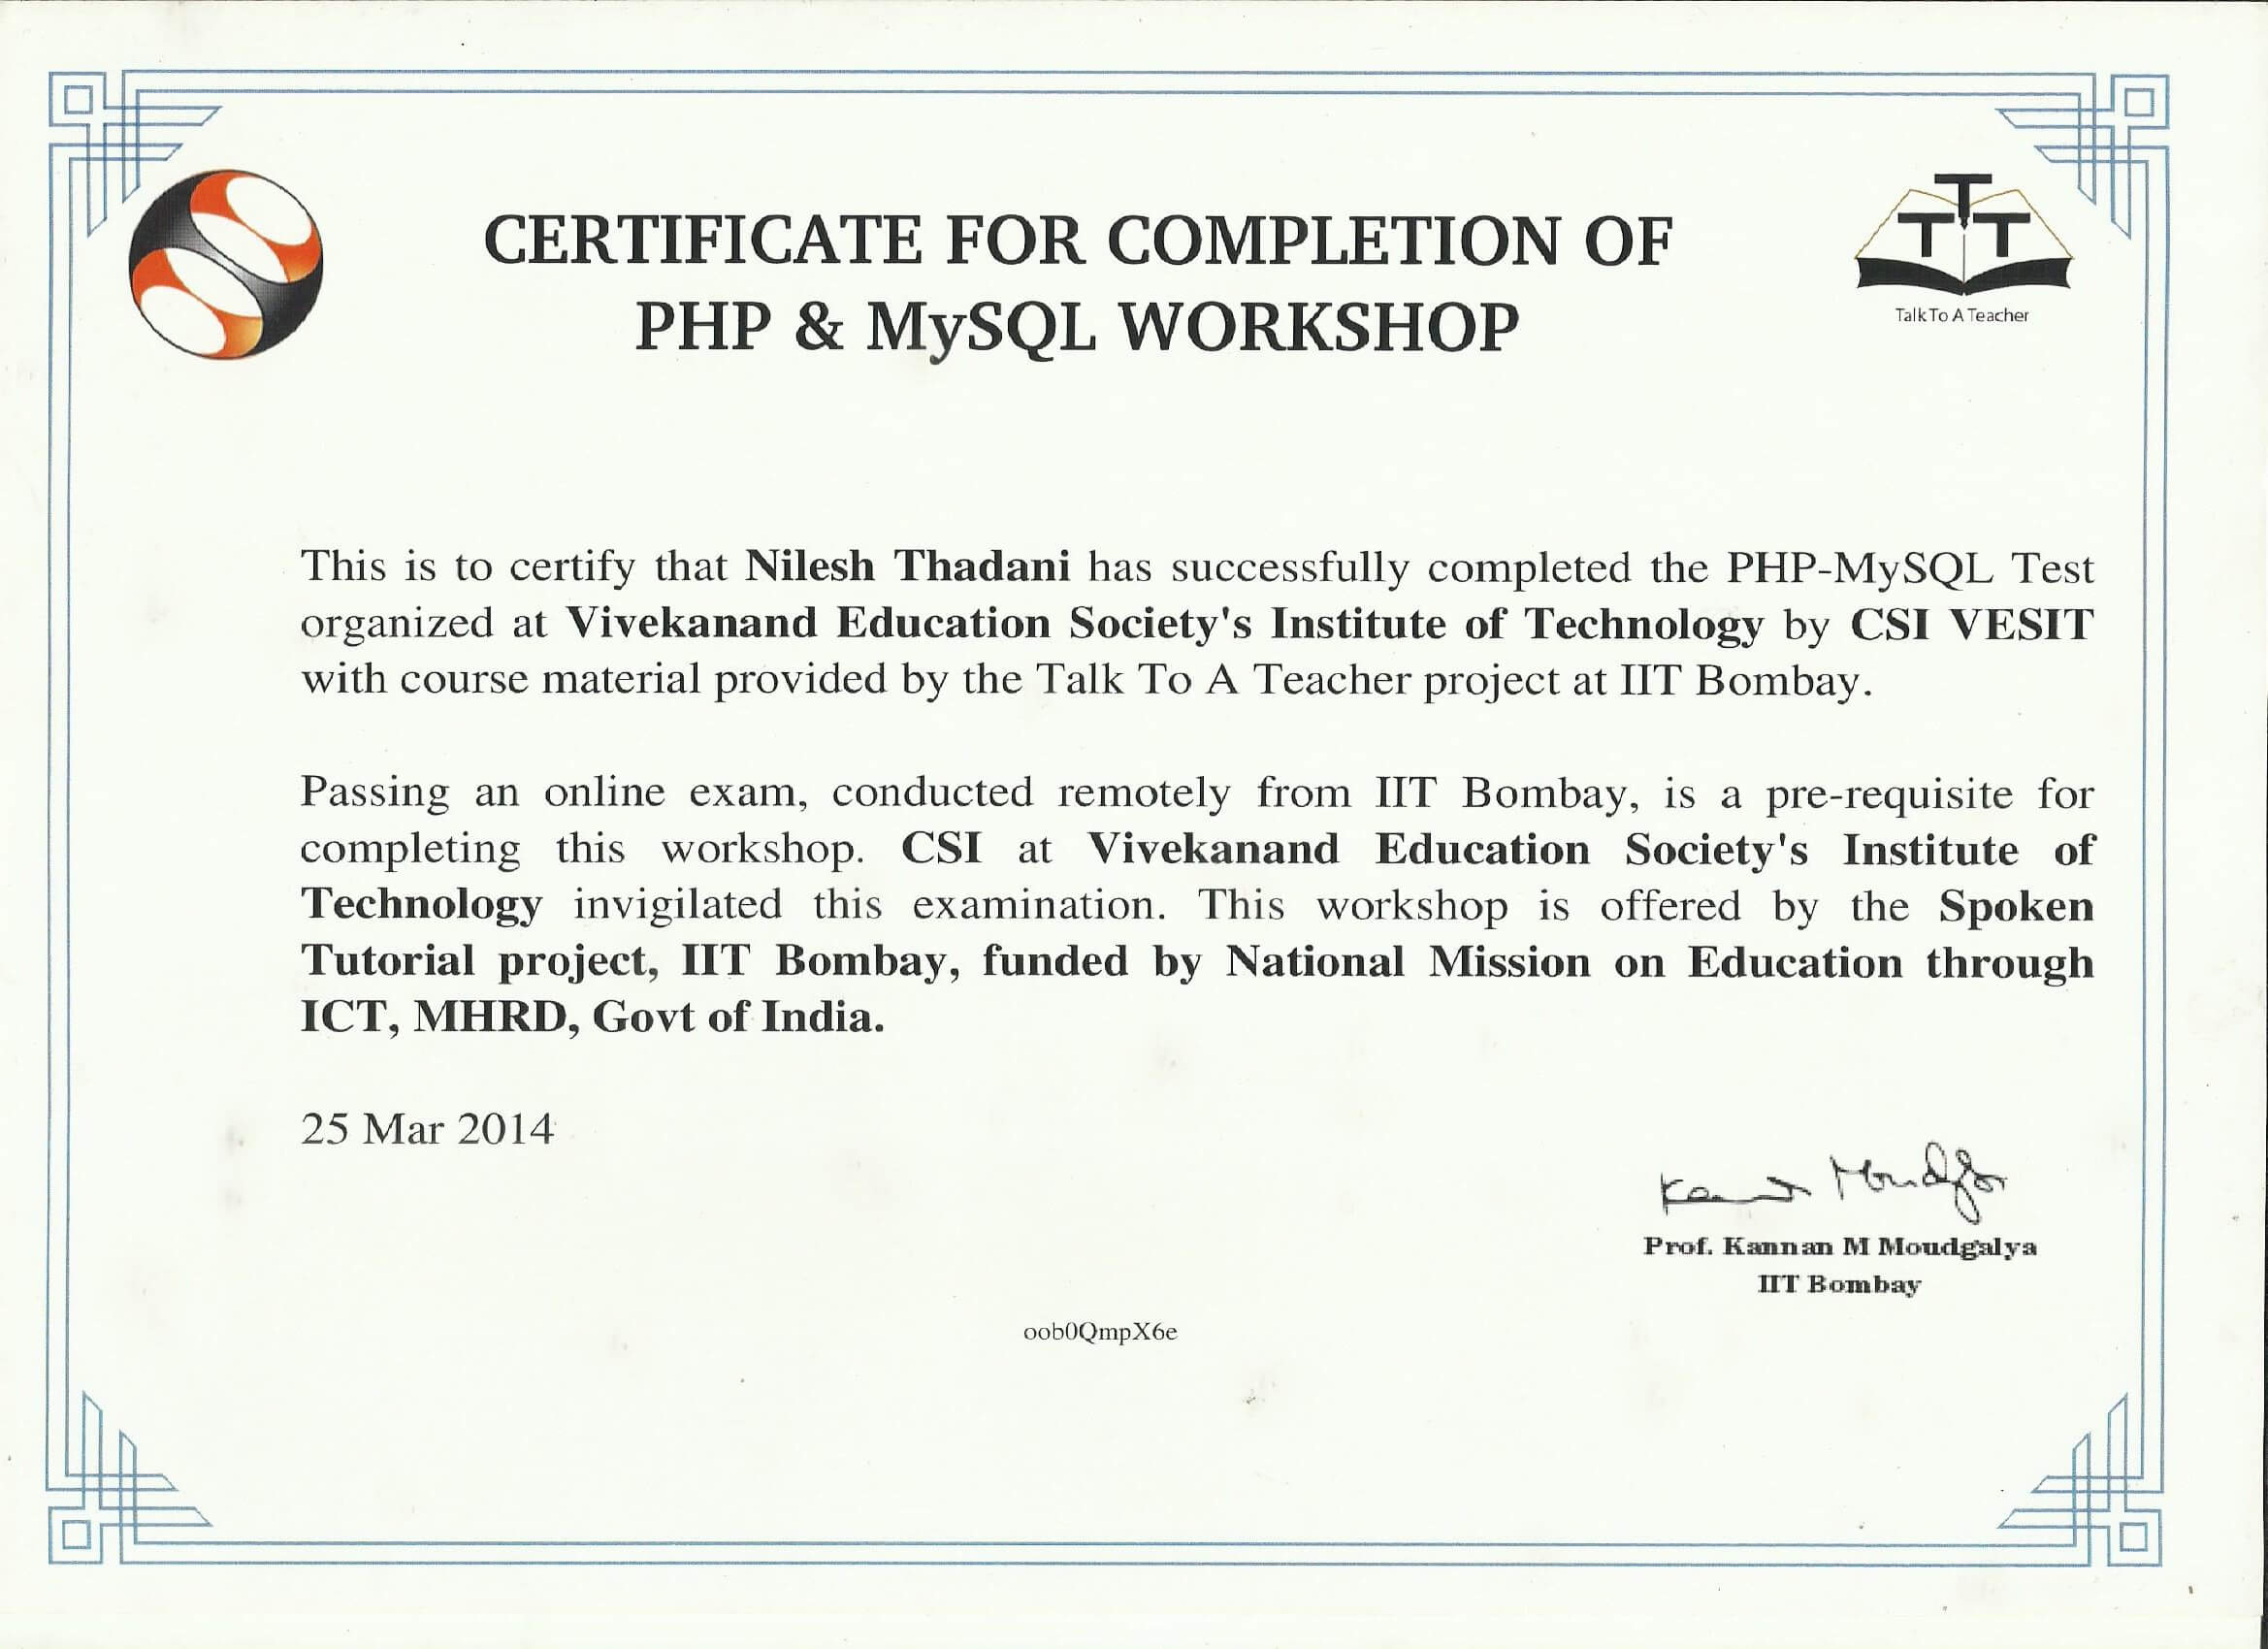 CERTIFICATE FOR COMPLETION OF
PHP & MySQL WORKSHOP
TTT
Talk To A Teacher
This is to certify that Nilesh Thadani has successfully completed the PHP-MySQL Test
organized at Vivekanand Education Society's Institute of Technology by CSI VESIT
with course material provided by the Talk To A Teacher project at IIT Bombay.
Passing an online exam, conducted remotely from IIT Bombay, is a pre-requisite for
completing this workshop. CSI at Vivekanand Education Society's Institute of
Technology invigilated this examination. This workshop is offered by the Spoken
Tutorial project, IIT Bombay, funded by National Mission on Education through
ICT, MHRD, Govt of India.
25 Mar 2014
Kannan Moudgalya
Prof. Kannan M Moudgalya
IIT Bombay
oob0QmpX6e